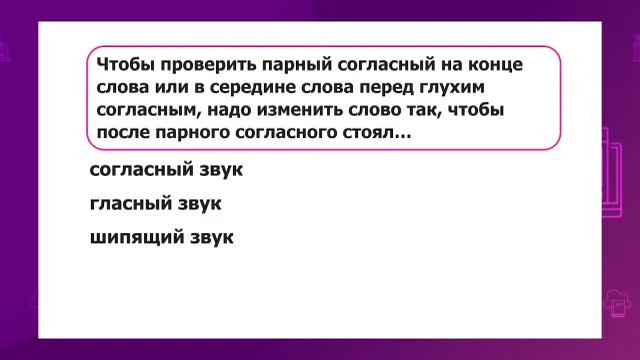 Чтобы проверить парный согласный на конце
слова или в середине слова перед глухим
согласным, надо изменить слово так, чтобы
после парного согласного стоял...
согласный звук
гласный звук
шипящий звук